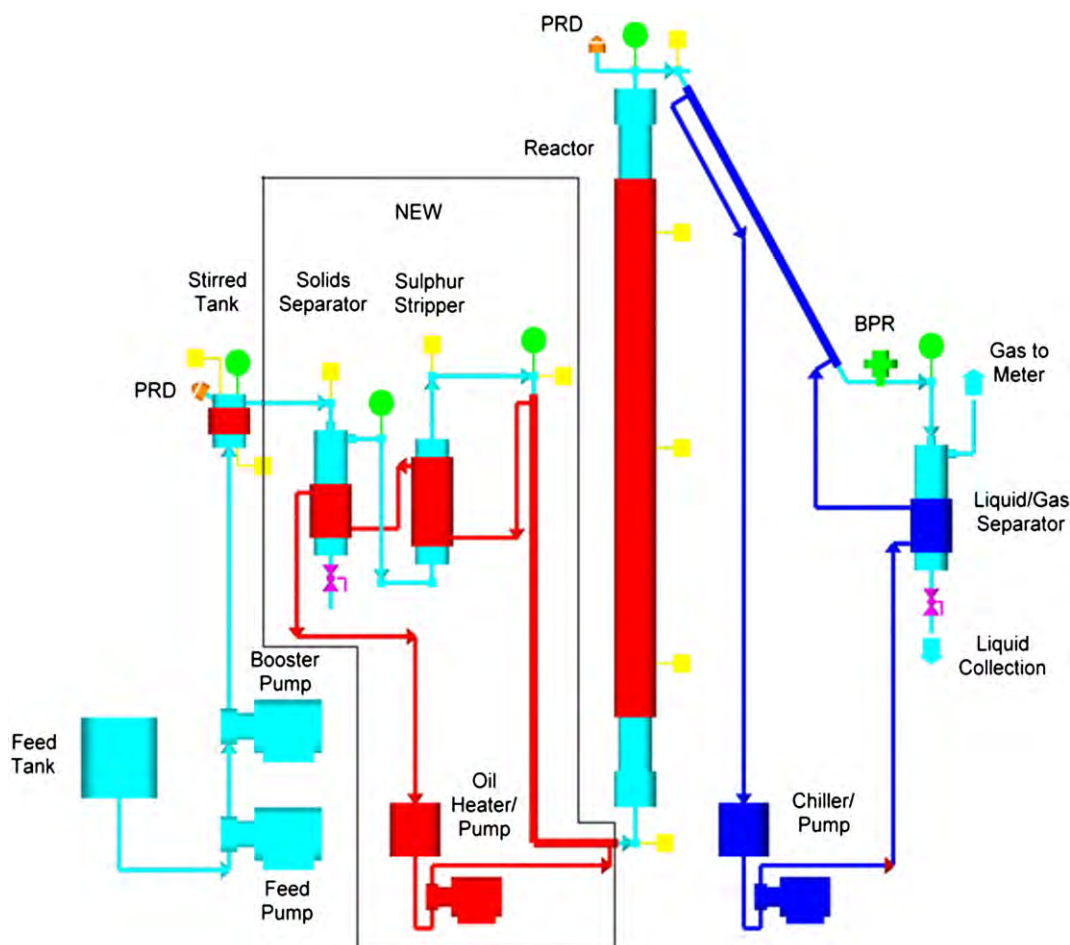 PRD
Reactor
NEW
Stirred
Tank
Solids
Separator
Sulphur
Stripper
BPR
Gas to
Meter
PRD
Liquid/Gas
Separator
Booster
Pump
Liquid
Collection
Feed
Tank
Oil
Heater/
Pump
Chiller/
Pump
Feed
Pump